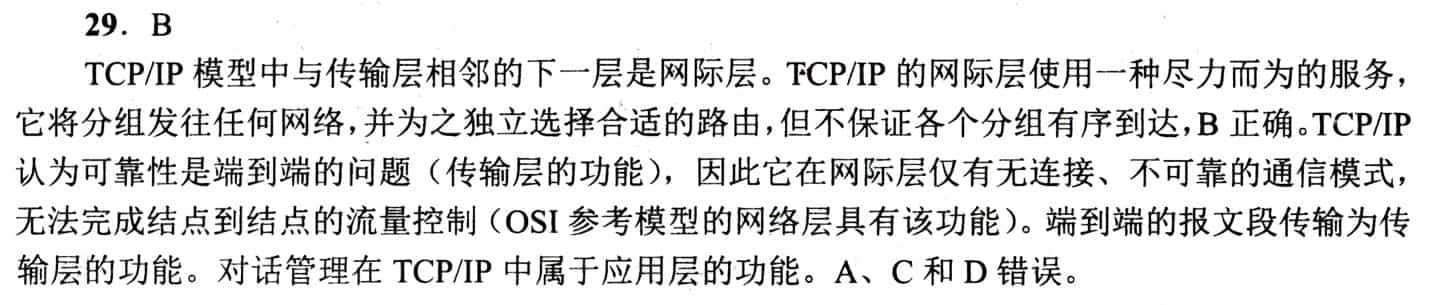 29．B
TCP/IP 模型中与传输层相邻的下一层是网际层。TCP/IP 的网际层使用一种尽力而为的服务，
它将分组发往任何网络，并为之独立选择合适的路由，但不保证各个分组有序到达，B 正确。TCP/IP
认为可靠性是端到端的问题（传输层的功能），因此它在网际层仅有无连接、不可靠的通信模式，
无法完成结点到结点的流量控制（OSI 参考模型的网络层具有该功能）。端到端的报文段传输为传
输层的功能。对话管理在 TCP/IP 中属于应用层的功能。A、C 和 D 错误。